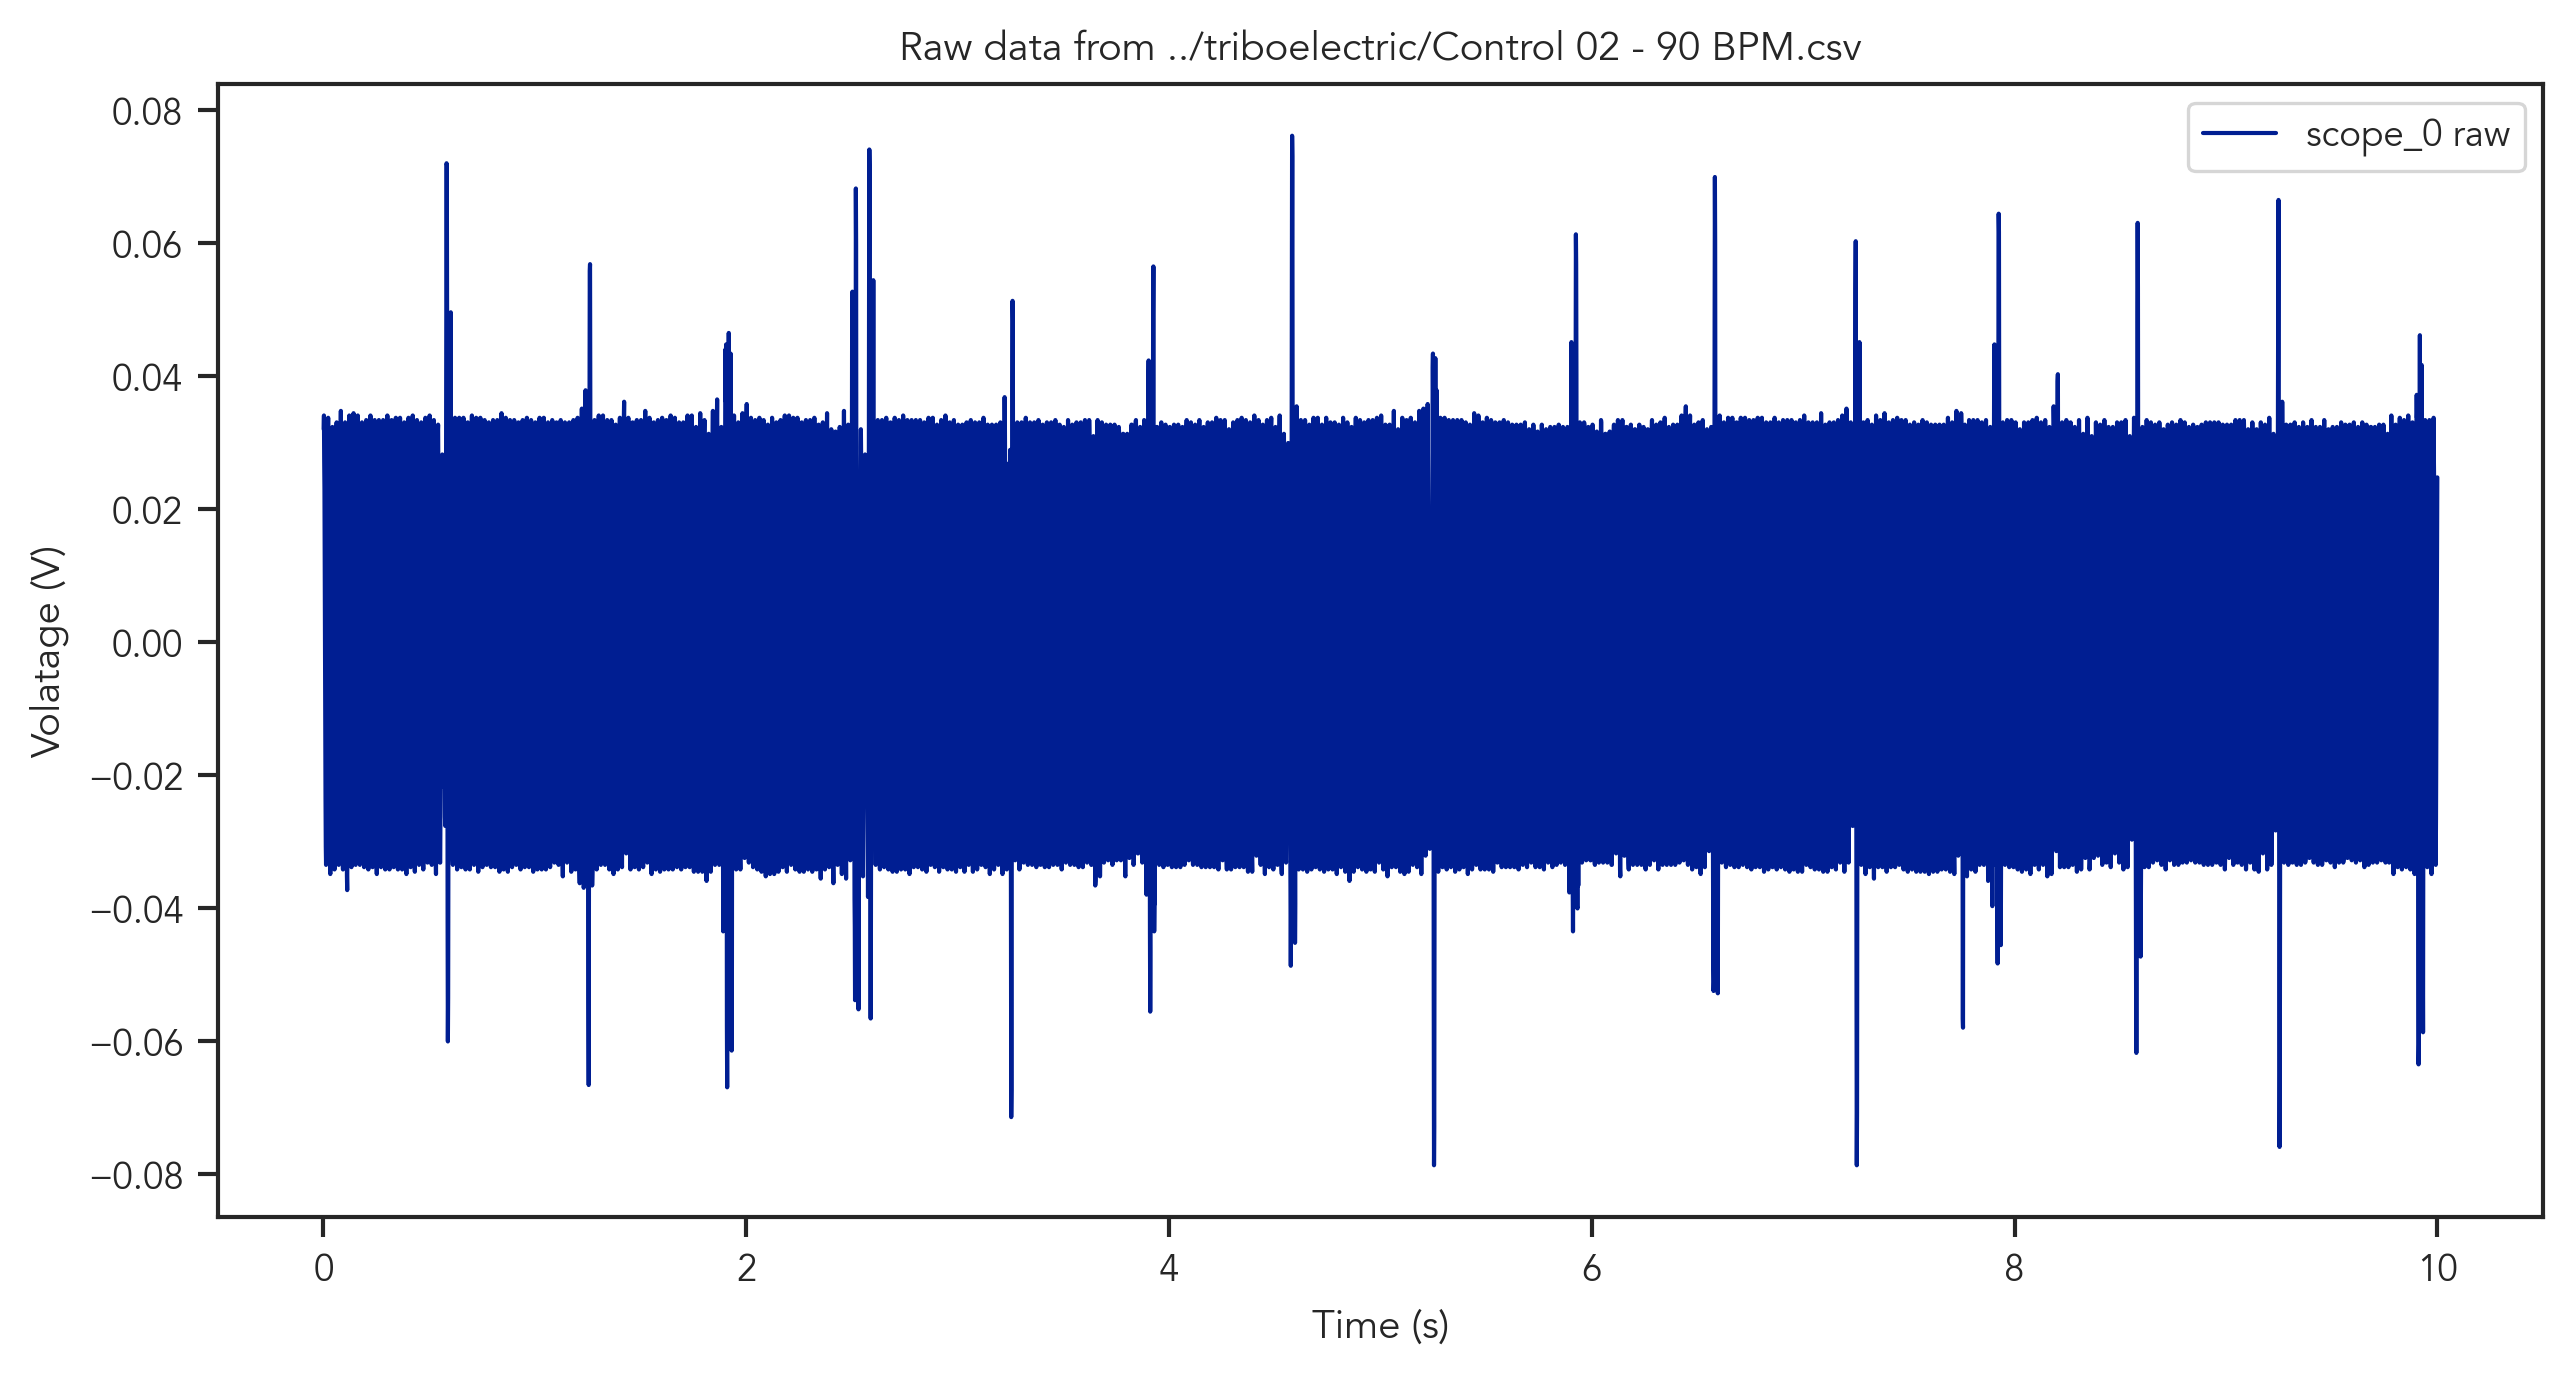 Raw data from ../triboelectric/Control 02 - 90 BPM.csv
scope_0 raw
0.08
0.06
0.04
0.02
0.00
−0.02
−0.04
−0.06
−0.08
Volatage (V)
0 2 4 6 8 10
Time (s)